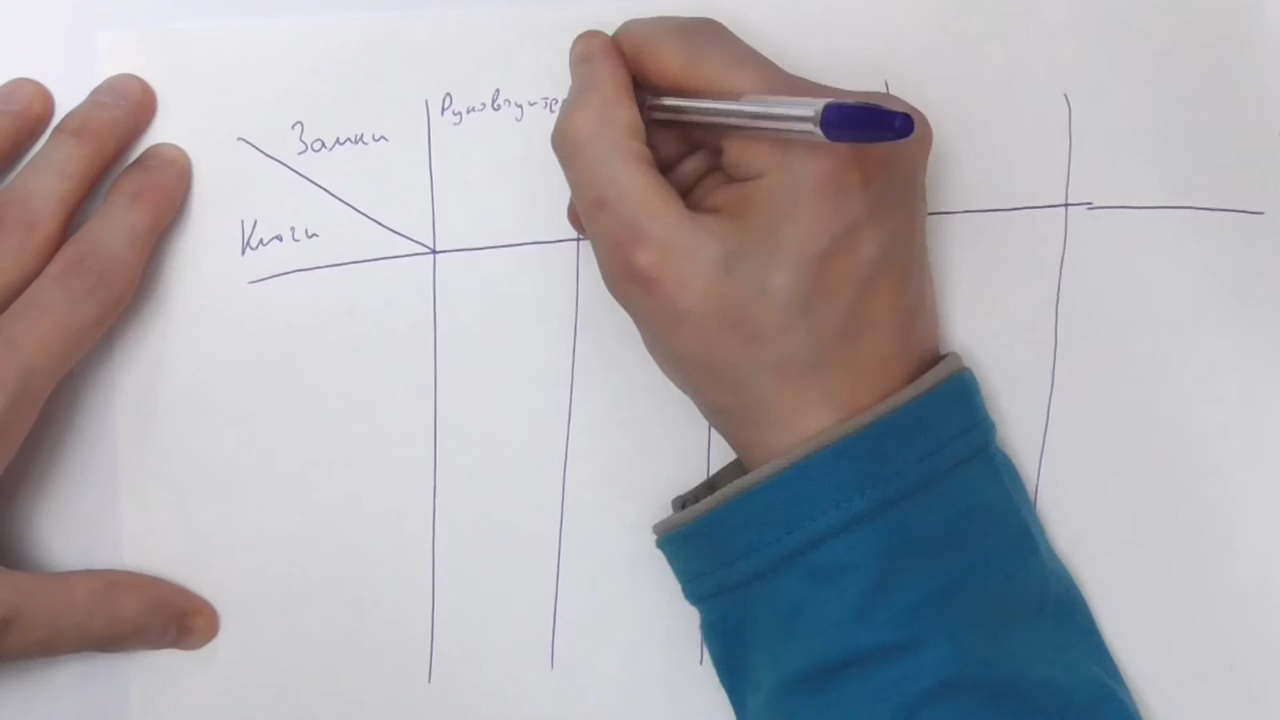 Замки
Руководите
Ключи